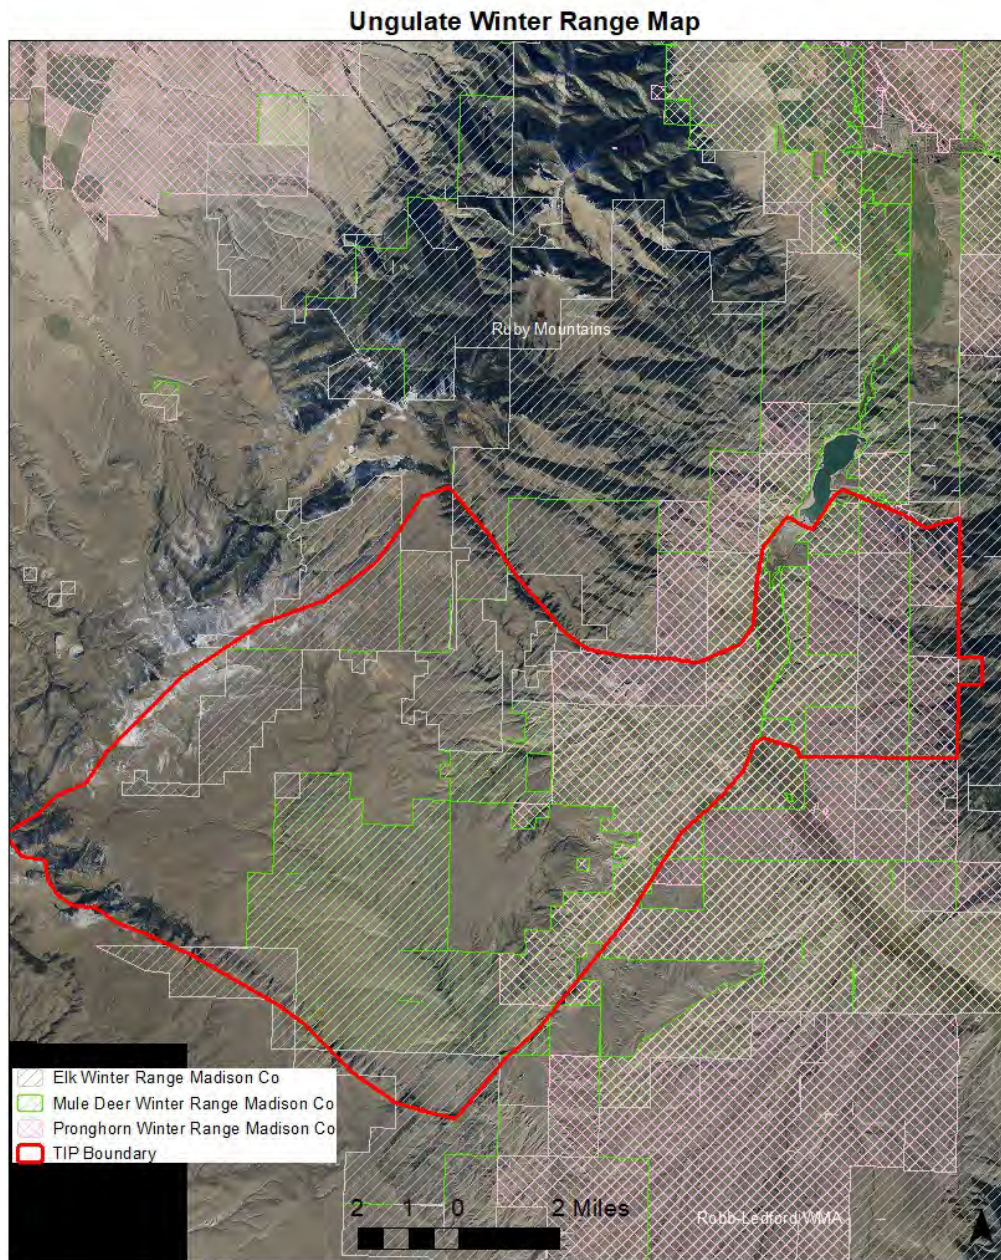 Ungulate Winter Range Map
Ruby Mountains
Elk Winter Range Madison Co
Mule Deer Winter Range Madison Co
Pronghorn Winter Range Madison Co
TIP Boundary
2 1 0 2 Miles
Robb-Ledford WMA